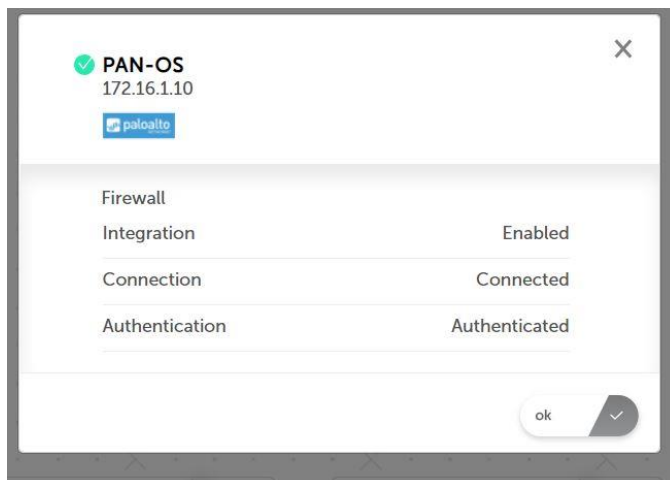 PAN-OS
172.16.1.10
paloalto
Firewall
Integration Enabled
Connection Connected
Authentication Authenticated
ok